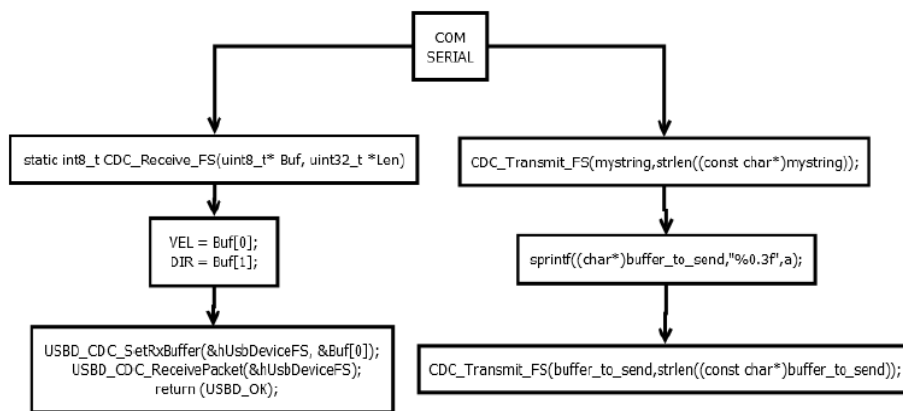 COM
SERIAL
static int8_t CDC_Receive_FS(uint8_t* Buf, uint32_t *Len)
VEL = Buf[0];
DIR = Buf[1];
USBD_CDC_SetRxBuffer(&hUsbDeviceFS, &Buf[0]);
USBD_CDC_ReceivePacket(&hUsbDeviceFS);
return (USBD_OK);
CDC_Transmit_FS(mystring,strlen((const char*)mystring));
sprintf((char*)buffer_to_send,"%0.3f",a);
CDC_Transmit_FS(buffer_to_send,strlen((const char*)buffer_to_send));